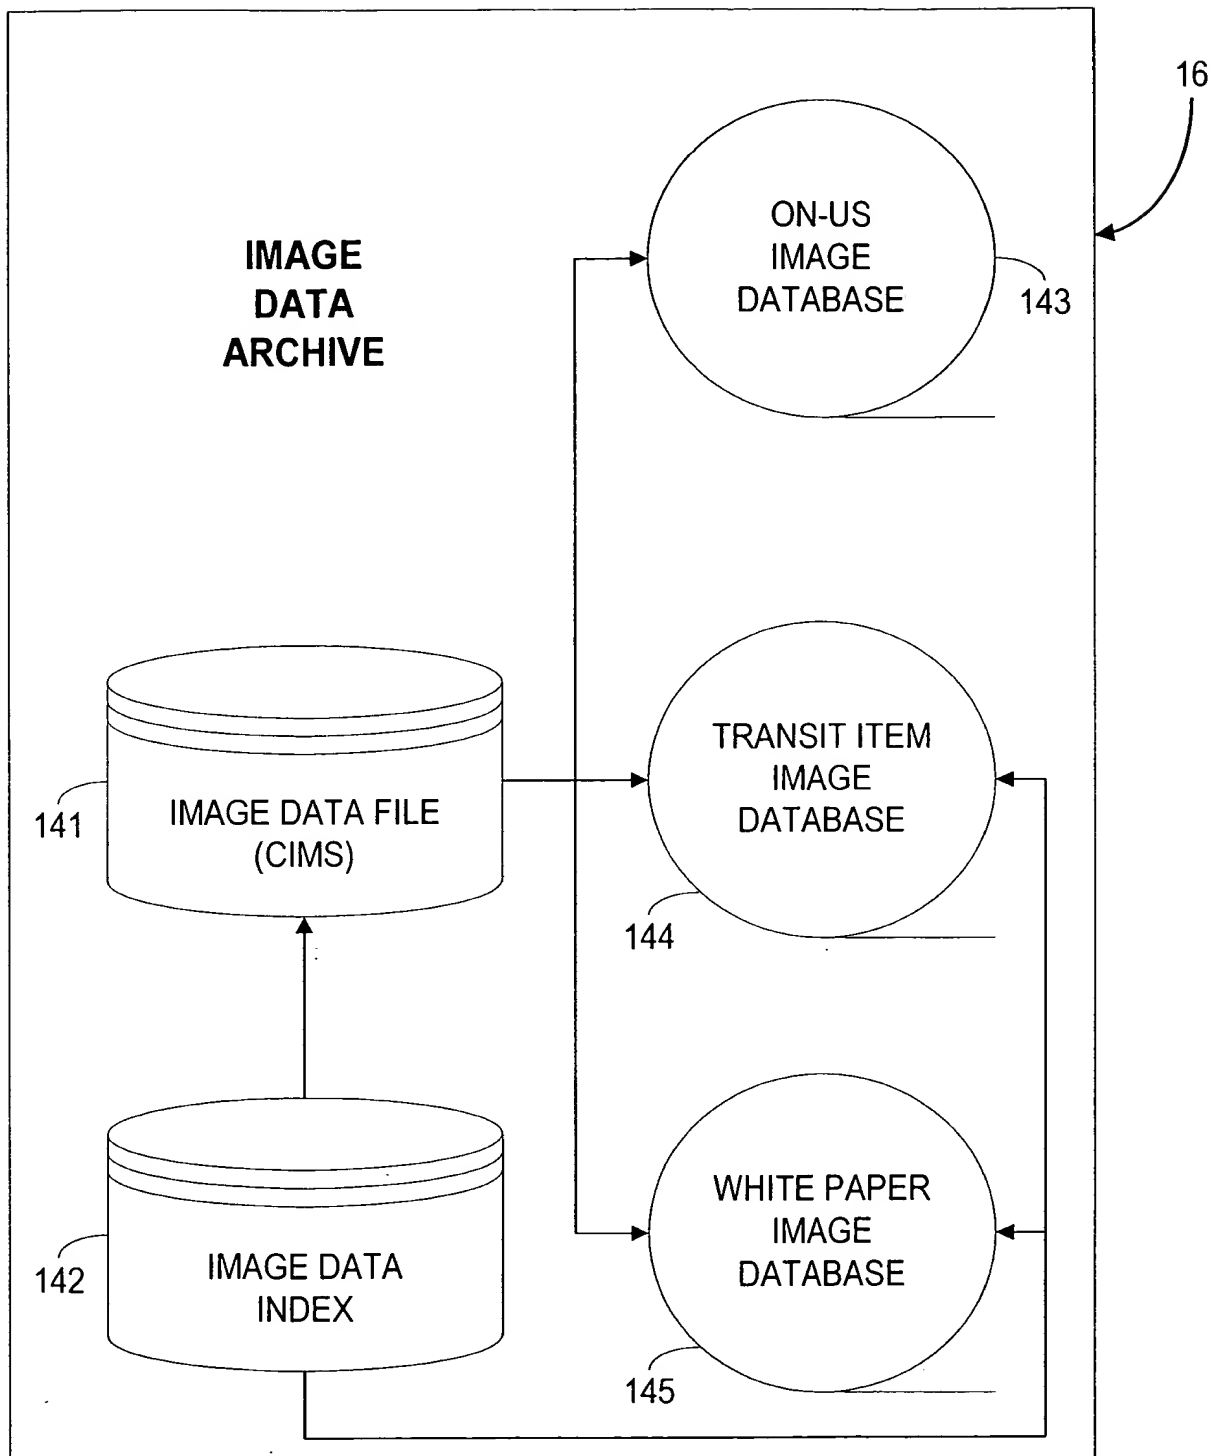 16
ON-US
IMAGE
DATABASE
143
IMAGE
DATA
ARCHIVE
TRANSIT ITEM
IMAGE
DATABASE
144
141
IMAGE DATA FILE
(CIMS)
WHITE PAPER
IMAGE
DATABASE
145
142
IMAGE DATA
INDEX